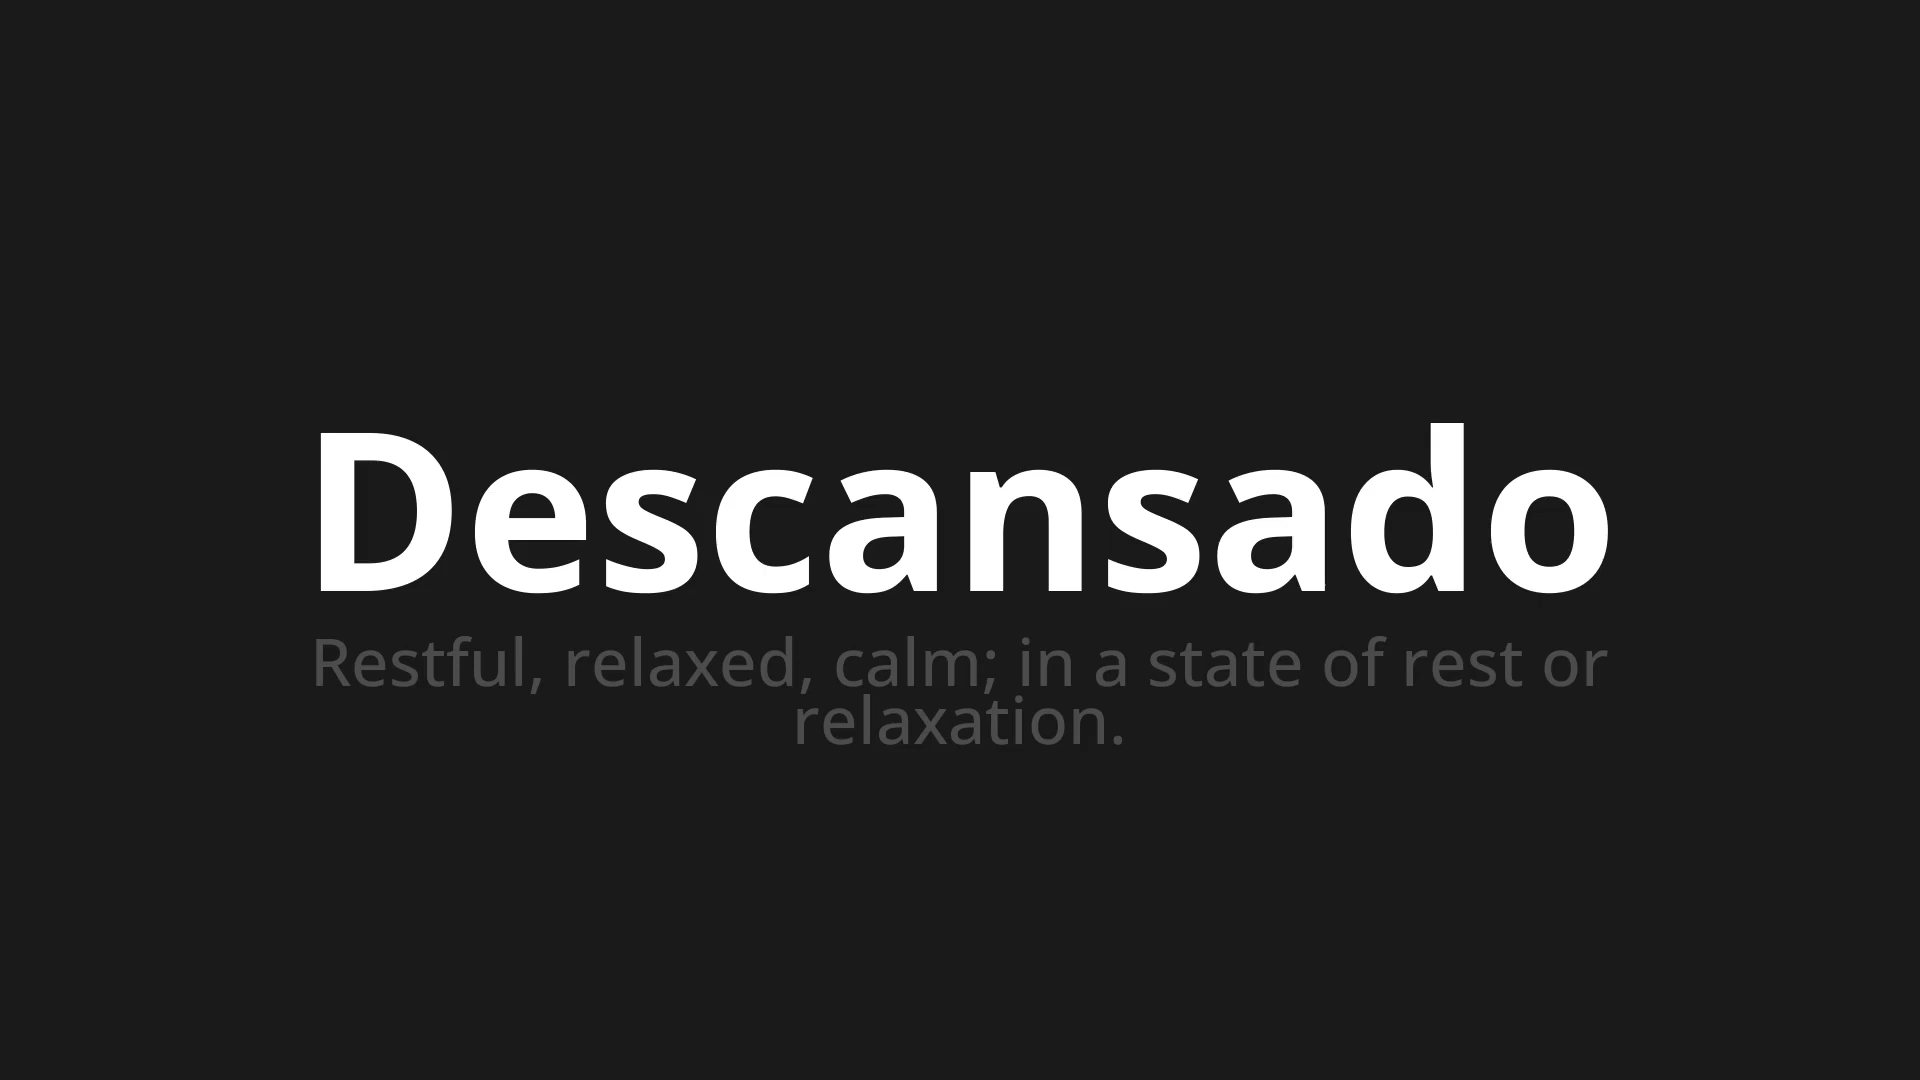 Descansado
Restful, relaxed, calm; in a state of rest or
relaxation.